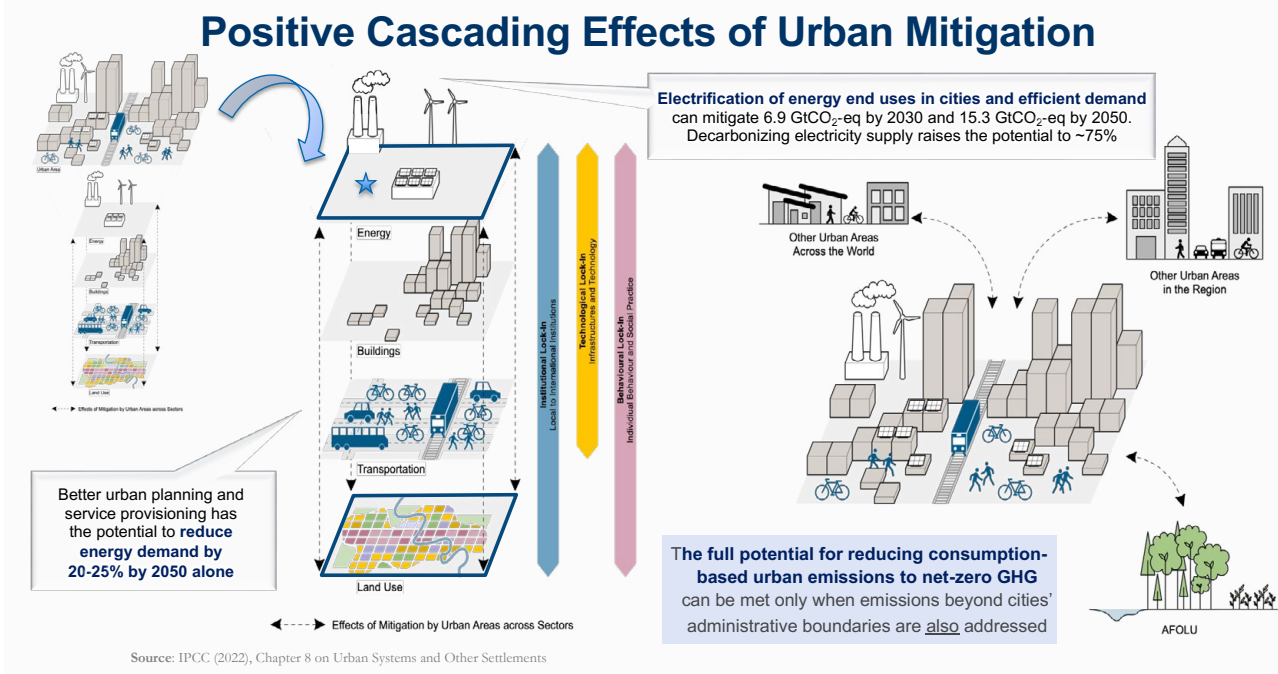 Positive Cascading Effects of Urban Mitigation
Urban Area
Energy
Buildings
Transportation
Land Use
Effects of Mitigation by Urban Areas across Sectors
Better urban planning and
service provisioning has
the potential to reduce
energy demand by
20-25% by 2050 alone
Energy
Buildings
Transportation
Land Use
Effects of Mitigation by Urban Areas across Sectors
Institutional Lock-In
Local to International Institutions
Technological Lock-In
Infrastructures and Technology
Behavioural Lock-In
Individual Behaviour and Social Practice
Electrification of energy end uses in cities and efficient demand
can mitigate 6.9 GtCO₂-eq by 2030 and 15.3 GtCO₂-eq by 2050.
Decarbonizing electricity supply raises the potential to ~75%
Other Urban Areas
Across the World
Other Urban Areas
in the Region
AFOLU
The full potential for reducing consumption-
based urban emissions to net-zero GHG
can be met only when emissions beyond cities'
administrative boundaries are also addressed
Source: IPCC (2022), Chapter 8 on Urban Systems and Other Settlements